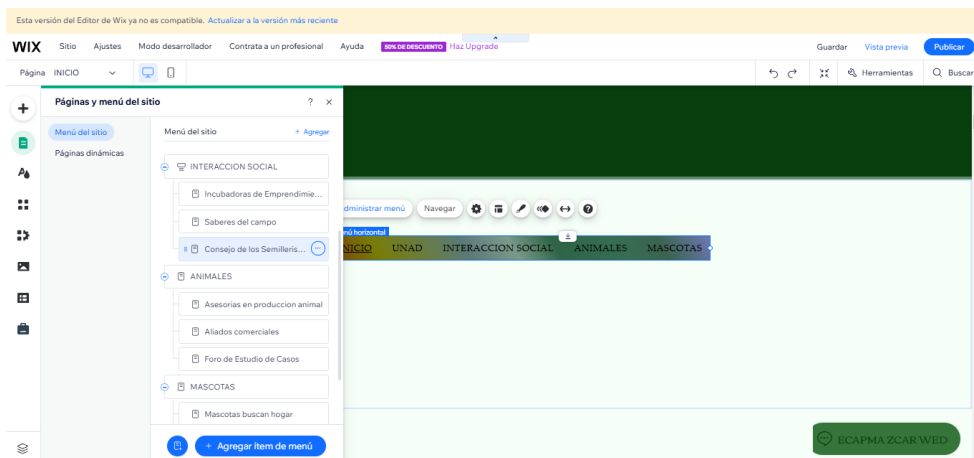 Esta versión del Editor de Wix ya no es compatible. Actualizar a la versión más reciente
WIX Sitio Ajustes Modo desarrollador Contrata a un profesional Ayuda 50% DE DESCUENTO Haz Upgrade Guardar Vista previa Publicar
Página INICIO Herramientas Buscar
Páginas y menú del sitio ? ×
Menú del sitio
Páginas dinámicas
Menú del sitio + Agregar
INTERACCION SOCIAL
Incubadoras de Emprendimie...
Saberes del campo
Consejo de los Semilleris...
ANIMALES
Asesorias en produccion animal
Aliados comerciales
Foro de Estudio de Casos
MASCOTAS
Mascotas buscan hogar
+ Agregar ítem de menú
dministrar menú Navegar
nú horizontal
NICIO UNAD INTERACCION SOCIAL ANIMALES MASCOTAS
ECAPMA ZCAR WED